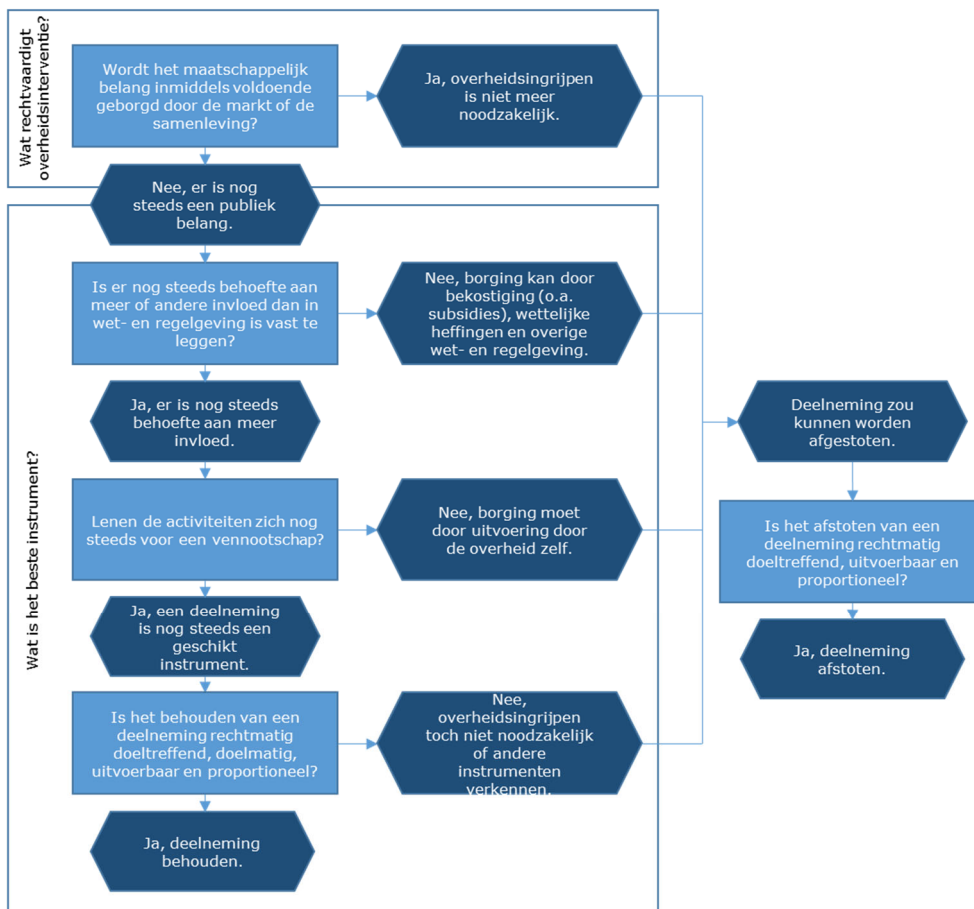 Wat rechtvaardigt
overheidsinterventie?
Wordt het maatschappelijk
belang inmiddels voldoende
geborgd door de markt of de
samenleving?
Ja, overheidsingrijpen
is niet meer
noodzakelijk.
Nee, er is nog
steeds een publiek
belang.
Wat is het beste instrument?
Is er nog steeds behoefte aan
meer of andere invloed dan in
wet- en regelgeving is vast te
leggen?
Nee, borging kan door
bekostiging (o.a.
subsidies), wettelijke
heffingen en overige
wet- en regelgeving.
Ja, er is nog steeds
behoefte aan meer
invloed.
Lenen de activiteiten zich nog
steeds voor een vennootschap?
Nee, borging moet
door uitvoering door
de overheid zelf.
Ja, een deelneming
is nog steeds een
geschikt
instrument.
Is het behouden van een
deelneming rechtmatig
doeltreffend, doelmatig,
uitvoerbaar en proportioneel?
Nee,
overheidsingrijpen
toch niet noodzakelijk
of andere
instrumenten
verkennen.
Ja, deelneming
behouden.
Deelneming zou
kunnen worden
afgestoten.
Is het afstoten van een
deelneming rechtmatig
doeltreffend, uitvoerbaar en
proportioneel?
Ja, deelneming
afstoten.